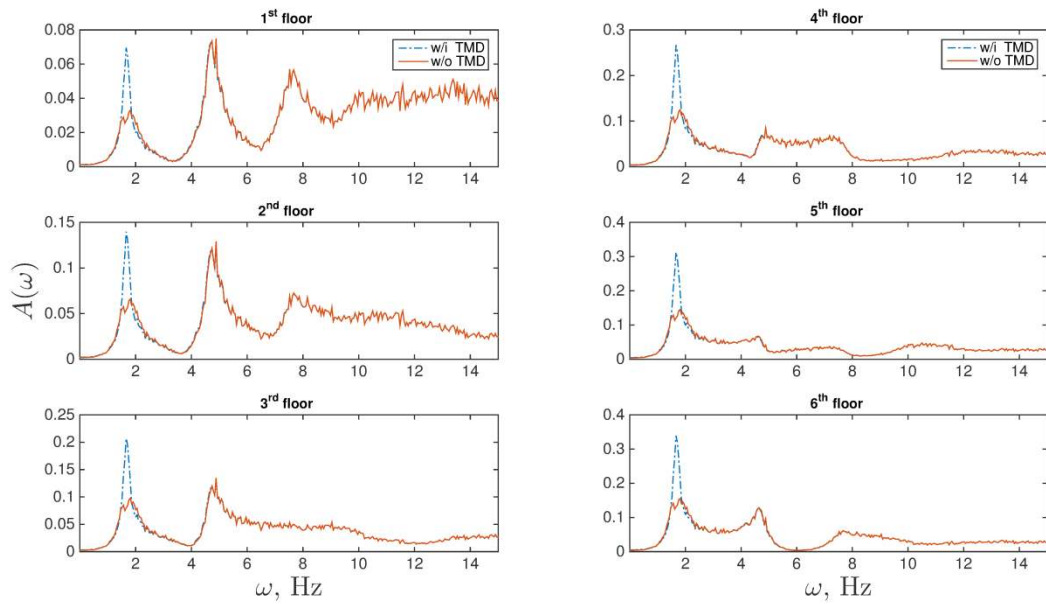 1st floor
0.08
0.06
0.04
0.02
0
2 4 6 8 10 12 14
w/i TMD
w/o TMD
4th floor
0.3
0.2
0.1
0
2 4 6 8 10 12 14
w/i TMD
w/o TMD
2nd floor
0.15
0.1
0.05
0
2 4 6 8 10 12 14
A(ω)
5th floor
0.4
0.3
0.2
0.1
0
2 4 6 8 10 12 14
3rd floor
0.25
0.2
0.15
0.1
0.05
0
2 4 6 8 10 12 14
ω, Hz
6th floor
0.4
0.3
0.2
0.1
0
2 4 6 8 10 12 14
ω, Hz